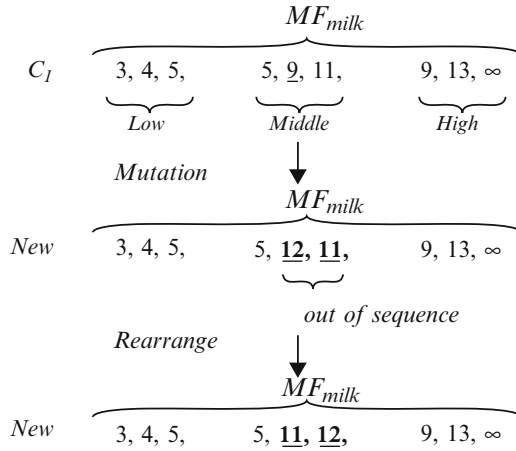 MF_milk
C_1 3, 4, 5, 5, 9, 11, 9, 13, ∞
Low Middle High
Mutation
MF_milk
New 3, 4, 5, 5, 12, 11, 9, 13, ∞
out of sequence
Rearrange
MF_milk
New 3, 4, 5, 5, 11, 12, 9, 13, ∞